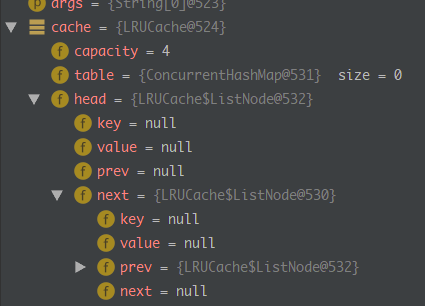 p args = {String[0]@523}
cache = {LRUCache@524}
f capacity = 4
f table = {ConcurrentHashMap@531} size = 0
f head = {LRUCache$ListNode@532}
f key = null
f value = null
f prev = null
f next = {LRUCache$ListNode@530}
f key = null
f value = null
f prev = {LRUCache$ListNode@532}
f next = null